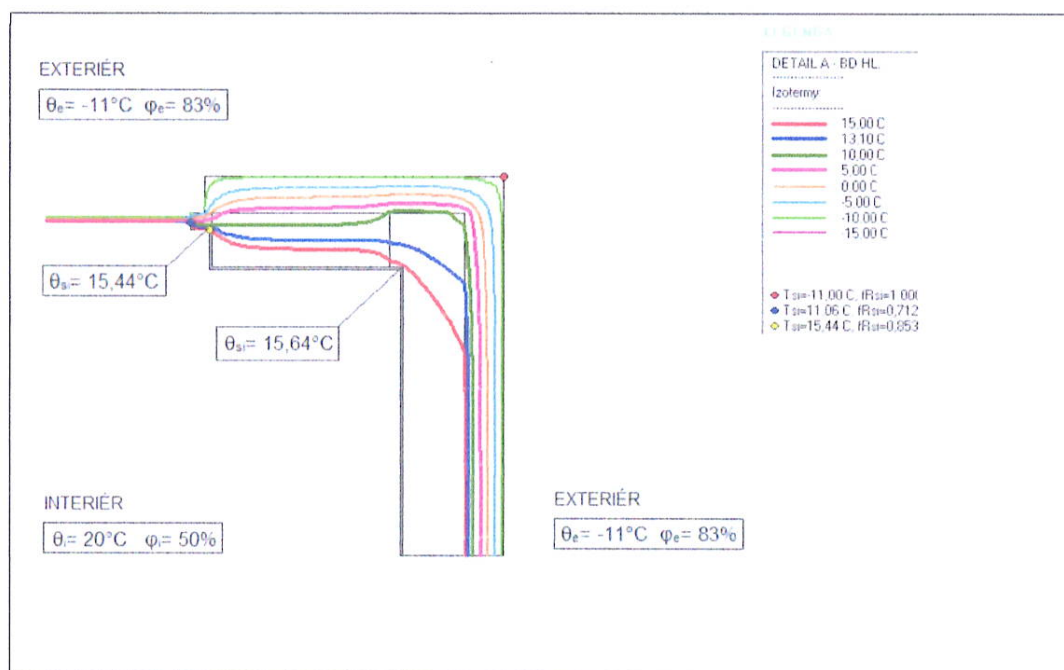 LEGENDA
EXTERIÉR
θe= -11°C φe= 83%
DETAIL A - BD HL.
Izotermy:
15.00 C
13.10 C
10.00 C
5.00 C
0.00 C
-5.00 C
-10.00 C
-15.00 C
θsi= 15,44°C
Tsi=-11,00 C, fRsi=1.000
Tsi=11.06 C, fRsi=0,712
Tsi=15,44 C, fRsi=0,853
θsi= 15,64°C
INTERIÉR
θi= 20°C φi= 50%
EXTERIÉR
θe= -11°C φe= 83%